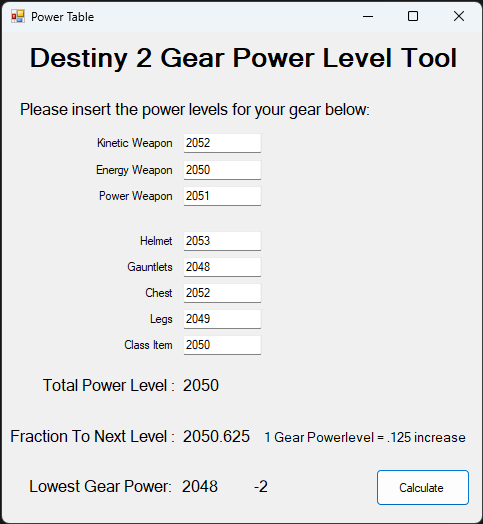 Power Table
Destiny 2 Gear Power Level Tool
Please insert the power levels for your gear below:
Kinetic Weapon 2052
Energy Weapon 2050
Power Weapon 2051
Helmet 2053
Gauntlets 2048
Chest 2052
Legs 2049
Class Item 2050
Total Power Level : 2050
Fraction To Next Level : 2050.625 1 Gear Powerlevel = .125 increase
Lowest Gear Power: 2048 -2
Calculate